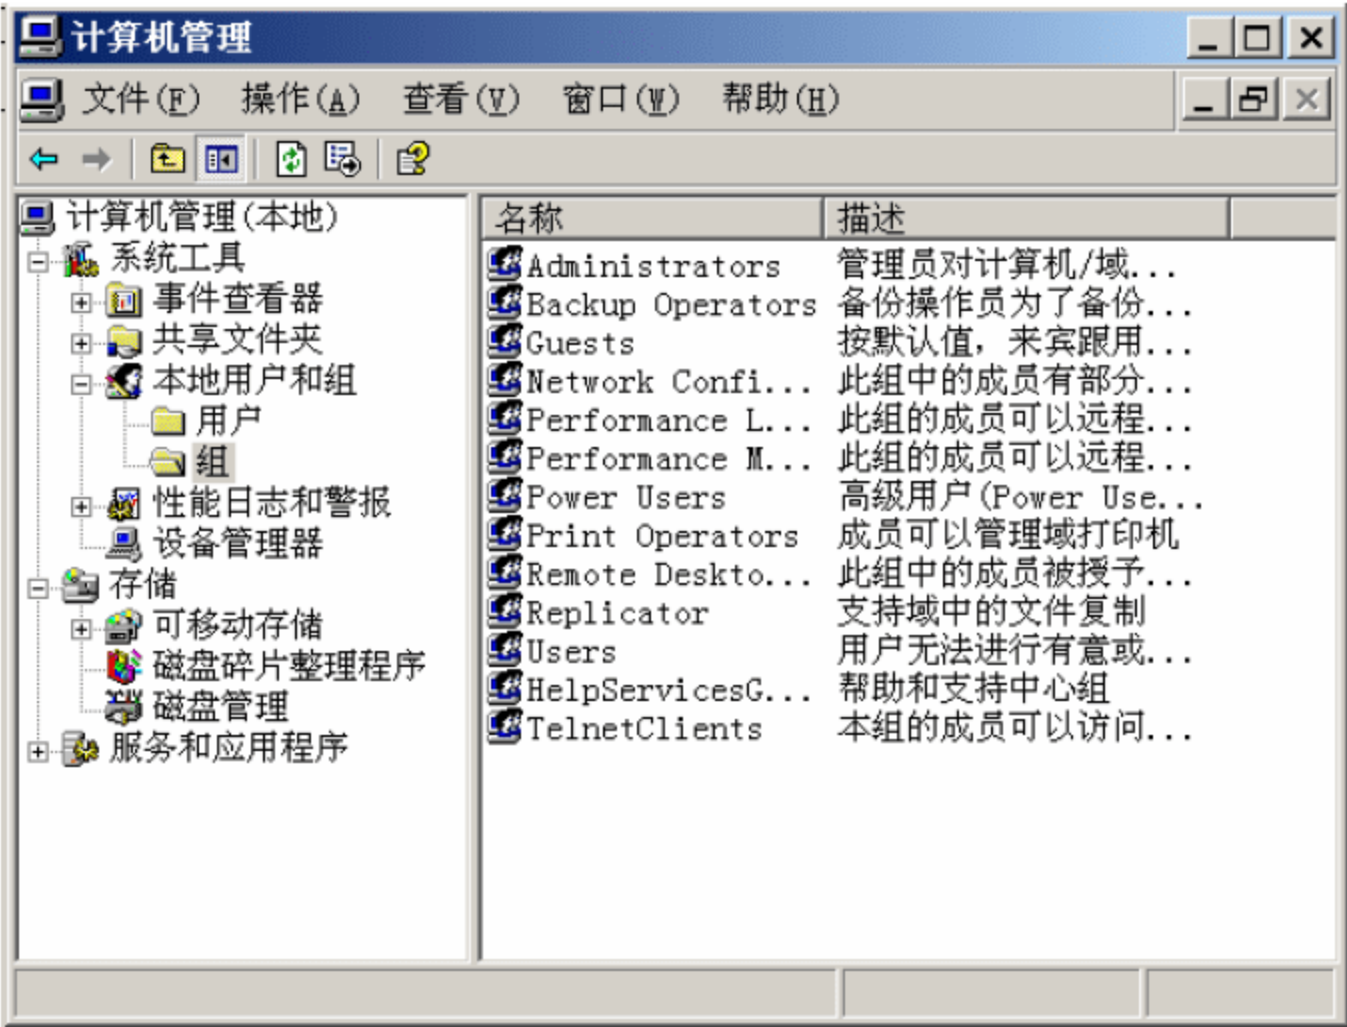 计算机管理
文件(F) 操作(A) 查看(V) 窗口(W) 帮助(H)
计算机管理(本地)
系统工具
事件查看器
共享文件夹
本地用户和组
用户
组
性能日志和警报
设备管理器
存储
可移动存储
磁盘碎片整理程序
磁盘管理
服务和应用程序
名称 描述
Administrators 管理员对计算机/域...
Backup Operators 备份操作员为了备份...
Guests 按默认值，来宾跟用...
Network Confi... 此组中的成员有部分...
Performance L... 此组的成员可以远程...
Performance M... 此组的成员可以远程...
Power Users 高级用户(Power Use...
Print Operators 成员可以管理域打印机
Remote Deskto... 此组中的成员被授予...
Replicator 支持域中的文件复制
Users 用户无法进行有意或...
HelpServicesG... 帮助和支持中心组
TelnetClients 本组的成员可以访问...